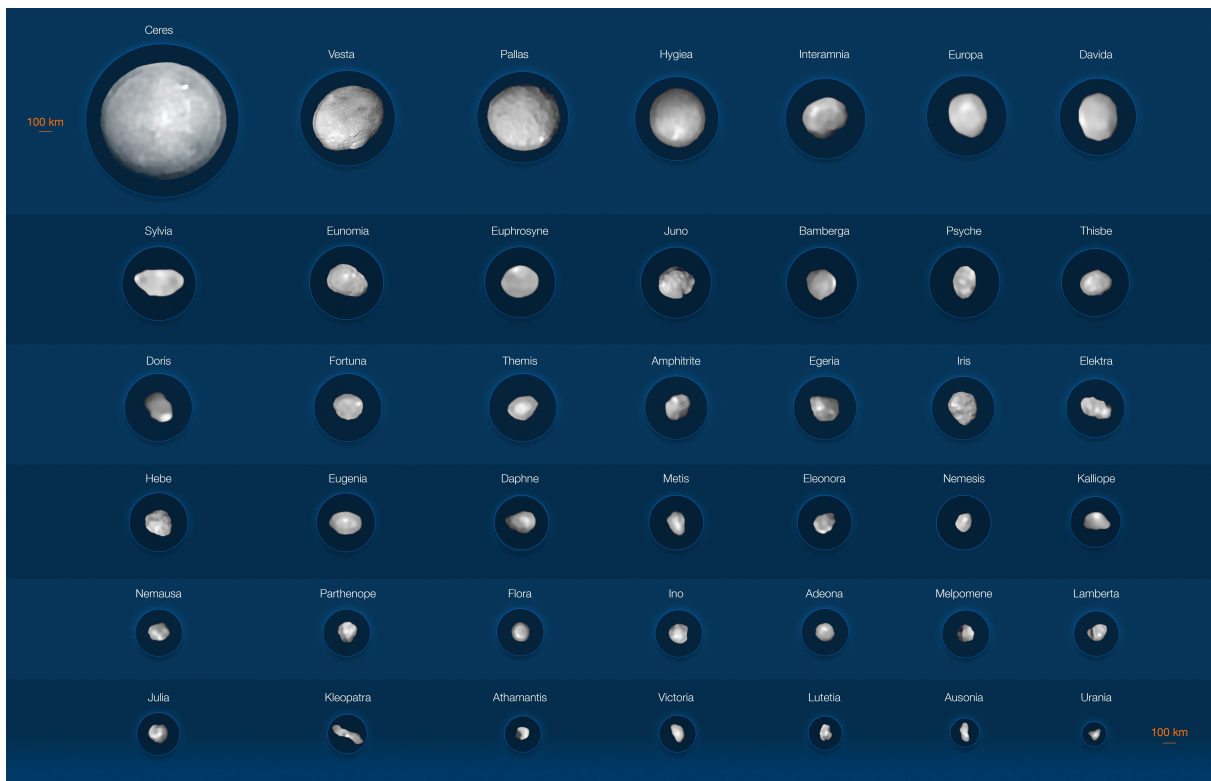 Ceres
Vesta
Pallas
Hygiea
Interamnia
Europa
Davida
100 km
Sylvia
Eunomia
Euphrosyne
Juno
Bamberga
Psyche
Thisbe
Doris
Fortuna
Themis
Amphitrite
Egeria
Iris
Elektra
Hebe
Eugenia
Daphne
Metis
Eleonora
Nemesis
Kalliope
Nemausa
Parthenope
Flora
Ino
Adeona
Melpomene
Lamberta
Julia
Kleopatra
Athamantis
Victoria
Lutetia
Ausonia
Urania
100 km